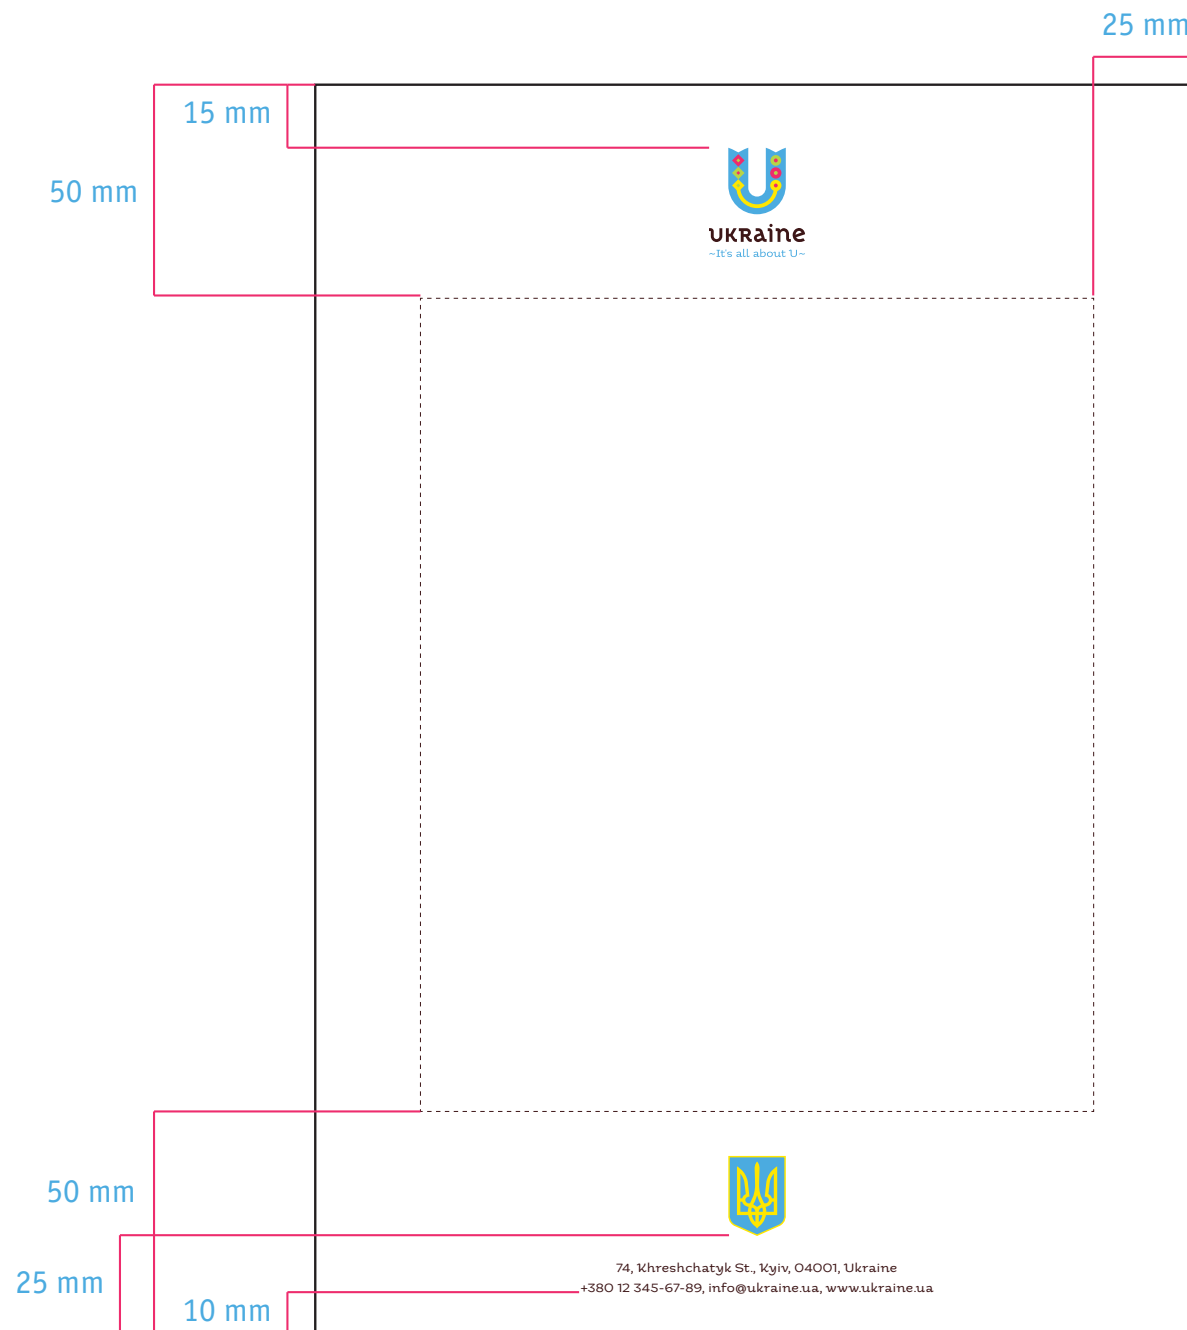 25 mm
15 mm
50 mm
UKRaine
~It's all about U~
50 mm
25 mm
74, Khreshchatyk St., Kyiv, 04001, Ukraine
+380 12 345-67-89, info@ukraine.ua, www.ukraine.ua
10 mm